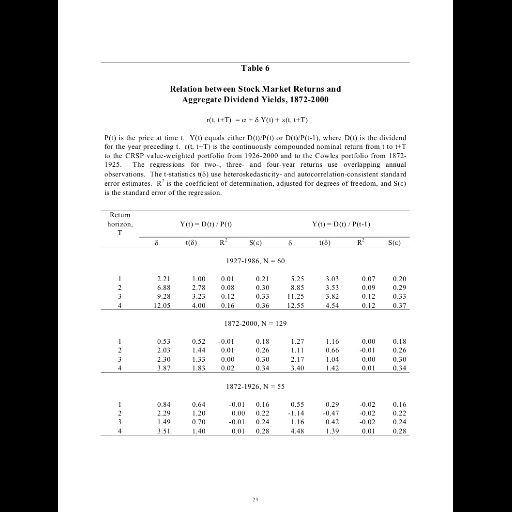 Table 6
Relation between Stock Market Returns and
Aggregate Dividend Yields, 1872-2000
r(t, t+T) = α + δ Y(t) + ε(t, t+T)
P(t) is the price at time t. Y(t) equals either D(t)/P(t) or D(t)/P(t-1), where D(t) is the dividend
for the year preceding t. r(t, t+T) is the continuously compounded nominal return from t to t+T
to the CRSP value-weighted portfolio from 1926-2000 and to the Cowles portfolio from 1872-
1925. The regressions for two-, three- and four-year returns use overlapping annual
observations. The t-statistics t(δ) use heteroskedasticity- and autocorrelation-consistent standard
error estimates. R² is the coefficient of determination, adjusted for degrees of freedom, and S(ε)
is the standard error of the regression.
Return
horizon, Y(t) = D(t) / P(t) Y(t) = D(t) / P(t-1)
T
δ t(δ) R² S(ε) δ t(δ) R² S(ε)
1927-1986, N = 60
1 2.21 1.00 0.01 0.21 5.25 3.03 0.07 0.20
2 6.88 2.78 0.08 0.30 8.85 3.53 0.09 0.29
3 9.28 3.23 0.12 0.33 11.25 3.82 0.12 0.33
4 12.05 4.00 0.16 0.36 12.55 4.54 0.12 0.37
1872-2000, N = 129
1 0.53 0.52 -0.01 0.18 1.27 1.16 0.00 0.18
2 2.03 1.44 0.01 0.26 1.11 0.66 -0.01 0.26
3 2.30 1.33 0.00 0.30 2.17 1.04 0.00 0.30
4 3.87 1.83 0.02 0.34 3.40 1.42 0.01 0.34
1872-1926, N = 55
1 0.84 0.64 -0.01 0.16 0.55 0.29 -0.02 0.16
2 2.29 1.20 0.00 0.22 -1.14 -0.47 -0.02 0.22
3 1.49 0.70 -0.01 0.24 1.16 0.42 -0.02 0.24
4 3.51 1.40 0.01 0.28 4.48 1.39 0.01 0.28